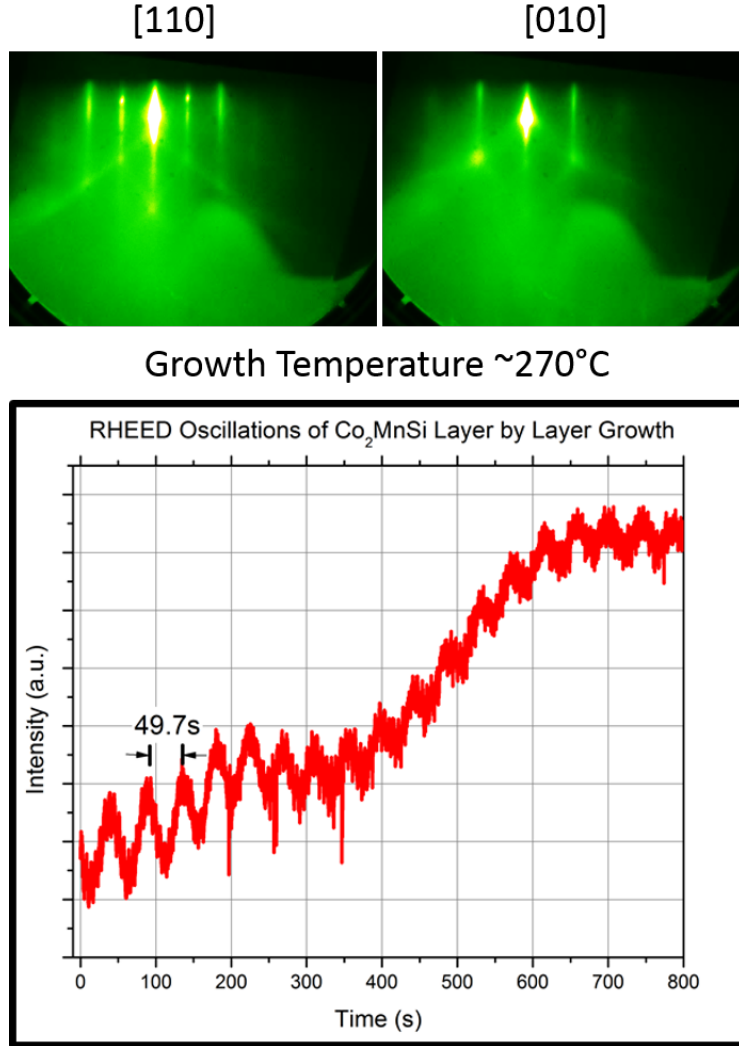 [110] [010]
Growth Temperature ~270°C
RHEED Oscillations of Co₂MnSi Layer by Layer Growth
Intensity (a.u.)
49.7s
0 100 200 300 400 500 600 700 800
Time (s)